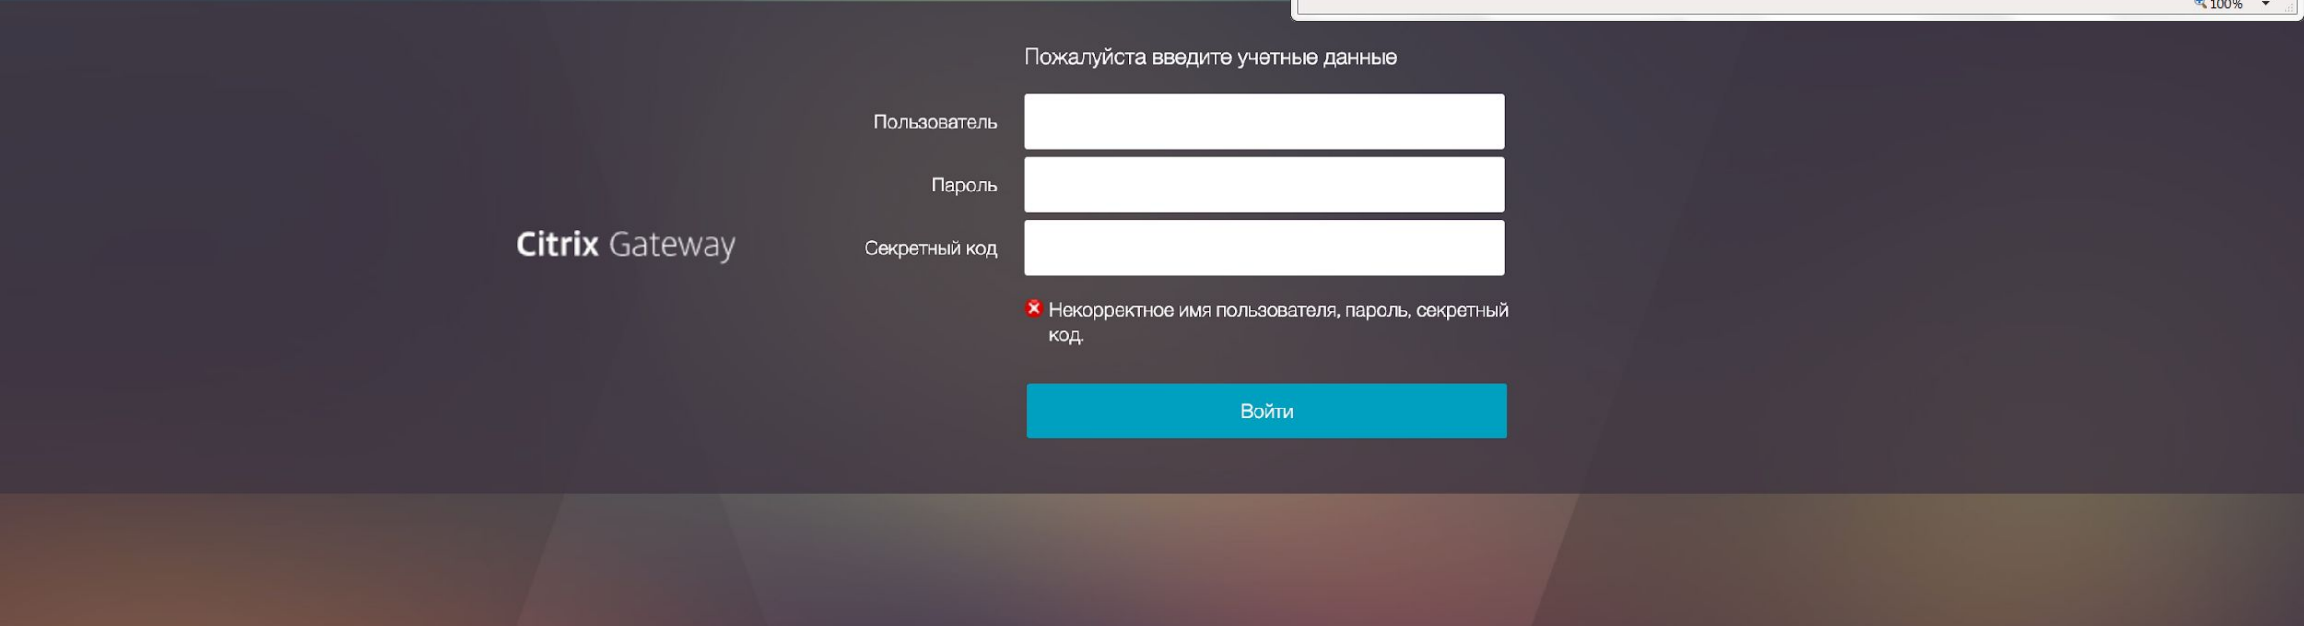 100%
Пожалуйста введите учетные данные
Пользователь
Пароль
Citrix Gateway
Секретный код
Некорректное имя пользователя, пароль, секретный
код.
Войти